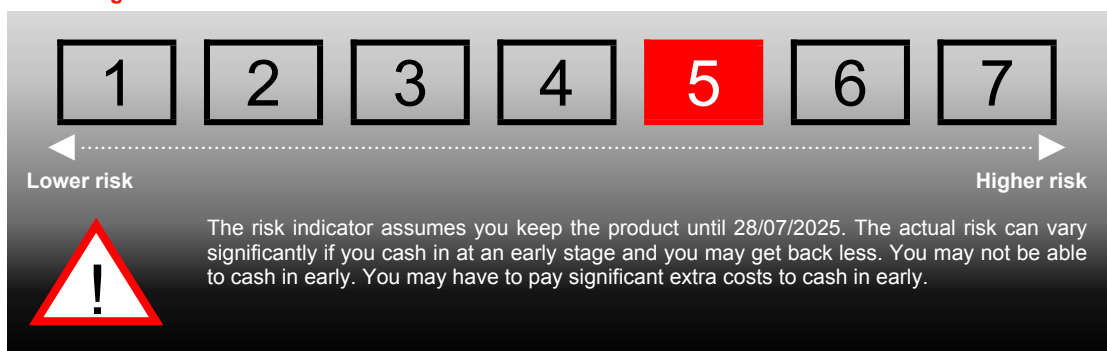 1 2 3 4 5 6 7
Lower risk
Higher risk
The risk indicator assumes you keep the product until 28/07/2025. The actual risk can vary
significantly if you cash in at an early stage and you may get back less. You may not be able
to cash in early. You may have to pay significant extra costs to cash in early.
!